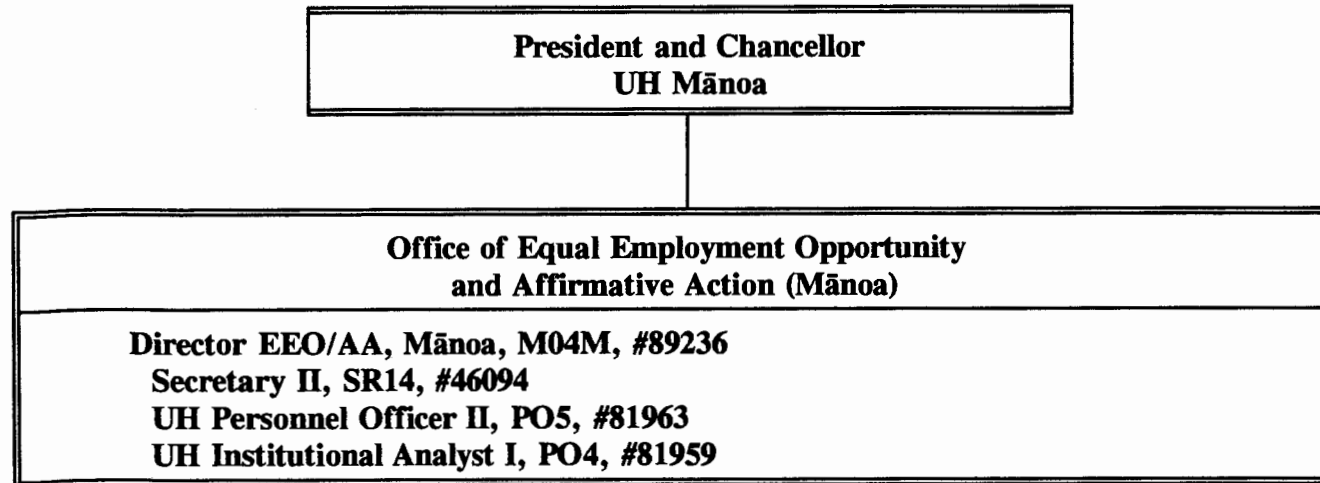 President and Chancellor
UH Mānoa
Office of Equal Employment Opportunity
and Affirmative Action (Mānoa)
Director EEO/AA, Mānoa, M04M, #89236
Secretary II, SR14, #46094
UH Personnel Officer II, PO5, #81963
UH Institutional Analyst I, PO4, #81959